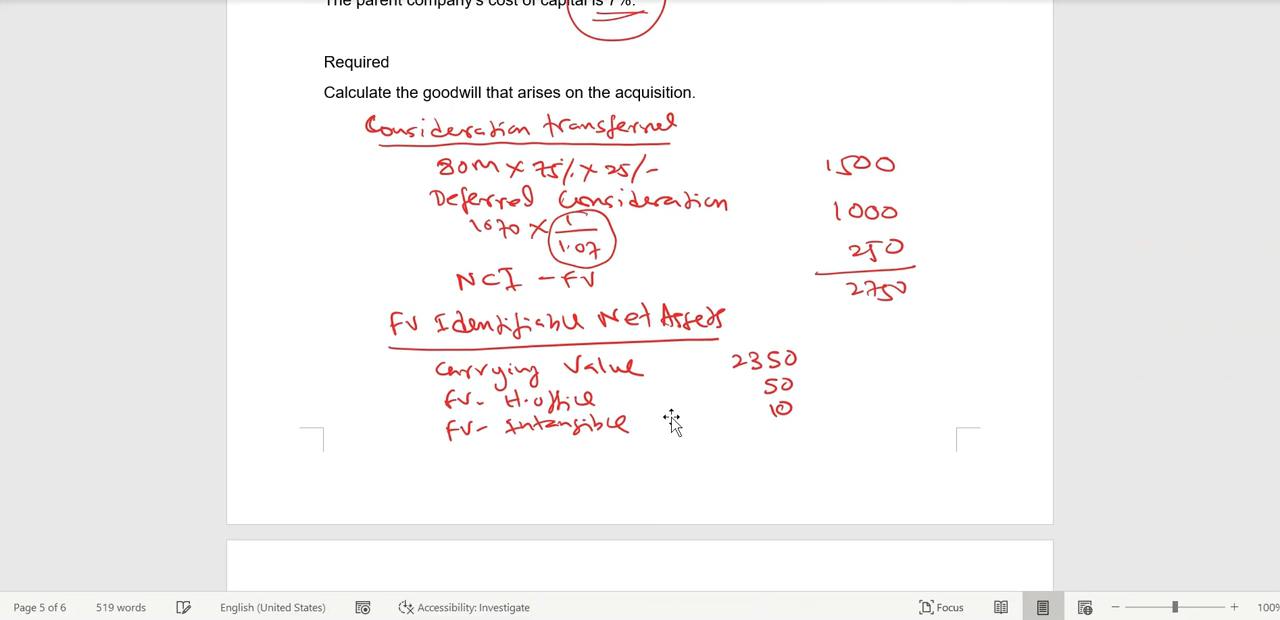 The parent company's cost of capital is 7%.
Required
Calculate the goodwill that arises on the acquisition.
Consideration transferred
80m × 75% × 25/- 1500
Deferred Consideration 1000
1070 × 1/1.07
250
NCI - FV 2750
FV Identifiable Net Assets
Carrying Value 2350
FV- H.office 50
FV- Intangible 10
Page 5 of 6 519 words English (United States) Accessibility: Investigate Focus 100%